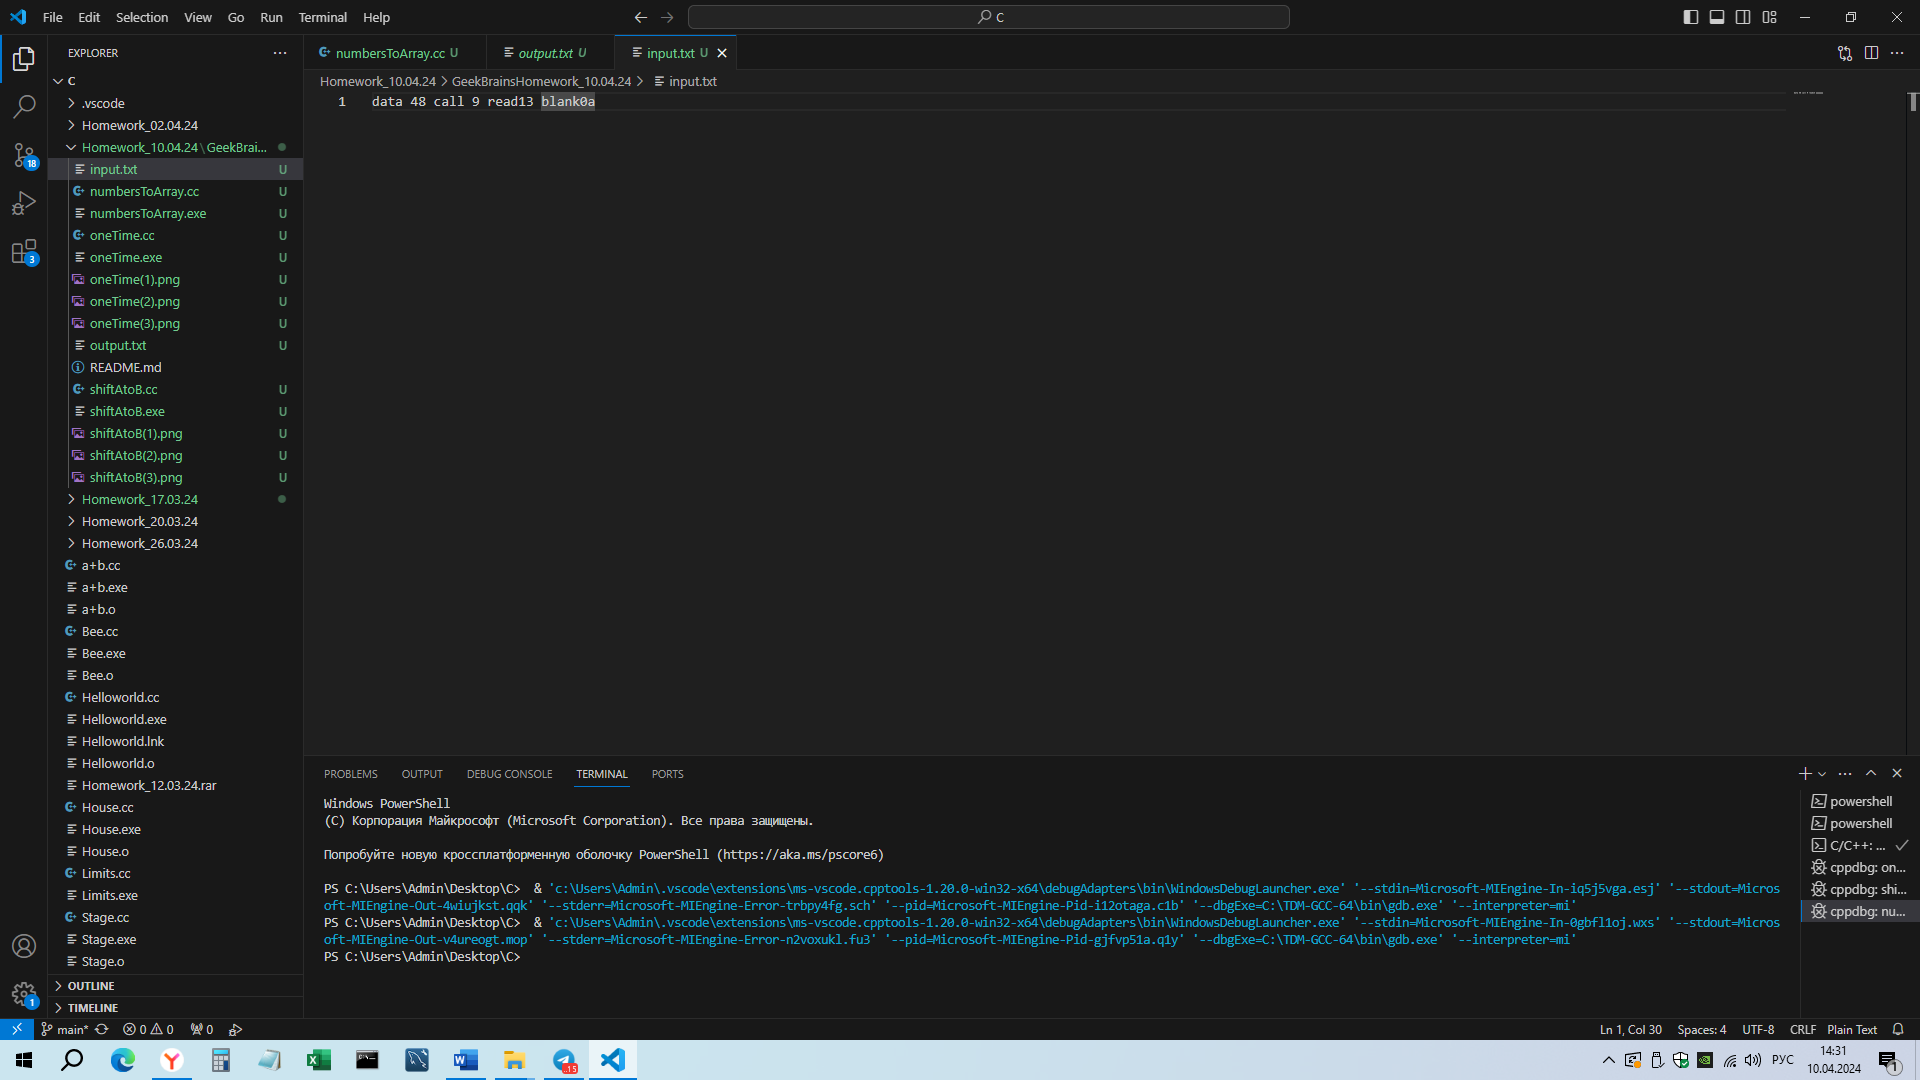 File Edit Selection View Go Run Terminal Help
C
EXPLORER
C
.vscode
Homework_02.04.24
Homework_10.04.24\GeekBrai...
input.txt U
numbersToArray.cc U
numbersToArray.exe U
oneTime.cc U
oneTime.exe U
oneTime(1).png U
oneTime(2).png U
oneTime(3).png U
output.txt U
README.md
shiftAtoB.cc U
shiftAtoB.exe U
shiftAtoB(1).png U
shiftAtoB(2).png U
shiftAtoB(3).png U
Homework_17.03.24
Homework_20.03.24
Homework_26.03.24
a+b.cc
a+b.exe
a+b.o
Bee.cc
Bee.exe
Bee.o
Helloworld.cc
Helloworld.exe
Helloworld.lnk
Helloworld.o
Homework_12.03.24.rar
House.cc
House.exe
House.o
Limits.cc
Limits.exe
Stage.cc
Stage.exe
Stage.o
OUTLINE
TIMELINE
18
3
1
numbersToArray.cc U output.txt U input.txt U
Homework_10.04.24 > GeekBrainsHomework_10.04.24 > input.txt
1 data 48 call 9 read13 blank0a
PROBLEMS OUTPUT DEBUG CONSOLE TERMINAL PORTS
Windows PowerShell
(C) Корпорация Майкрософт (Microsoft Corporation). Все права защищены.
Попробуйте новую кроссплатформенную оболочку PowerShell (https://aka.ms/pscore6)
PS C:\Users\Admin\Desktop\C> & 'c:\Users\Admin\.vscode\extensions\ms-vscode.cpptools-1.20.0-win32-x64\debugAdapters\bin\WindowsDebugLauncher.exe' '--stdin=Microsoft-MIEngine-In-iq5j5vga.esj' '--stdout=Micros
oft-MIEngine-Out-4wiujkst.qqk' '--stderr=Microsoft-MIEngine-Error-trbpy4fg.sch' '--pid=Microsoft-MIEngine-Pid-i12otaga.c1b' '--dbgExe=C:\TDM-GCC-64\bin\gdb.exe' '--interpreter=mi'
PS C:\Users\Admin\Desktop\C> & 'c:\Users\Admin\.vscode\extensions\ms-vscode.cpptools-1.20.0-win32-x64\debugAdapters\bin\WindowsDebugLauncher.exe' '--stdin=Microsoft-MIEngine-In-0gbfl1oj.wxs' '--stdout=Micros
oft-MIEngine-Out-v4ureogt.mop' '--stderr=Microsoft-MIEngine-Error-n2voxukl.fu3' '--pid=Microsoft-MIEngine-Pid-gjfvp51a.q1y' '--dbgExe=C:\TDM-GCC-64\bin\gdb.exe' '--interpreter=mi'
PS C:\Users\Admin\Desktop\C>
powershell
powershell
C/C++: ...
cppdbg: on...
cppdbg: shi...
cppdbg: nu...
main* 0 0 0
Ln 1, Col 30 Spaces: 4 UTF-8 CRLF Plain Text
..15
РУС
14:31
10.04.2024
1